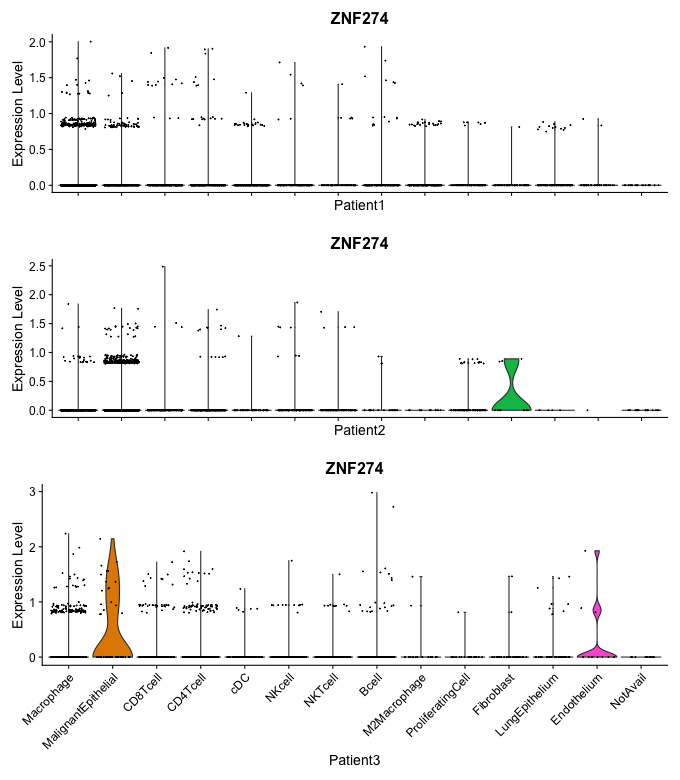 ZNF274
Expression Level
2.0
1.5
1.0
0.5
0.0
Patient1
ZNF274
Expression Level
2.5
2.0
1.5
1.0
0.5
0.0
Patient2
ZNF274
Expression Level
3
2
1
0
Macrophage
MalignantEpithelial
CD8Tcell
CD4Tcell
cDC
NKcell
NKTcell
Bcell
M2Macrophage
ProliferatingCell
Fibroblast
LungEpithelium
Endothelium
NotAvail
Patient3